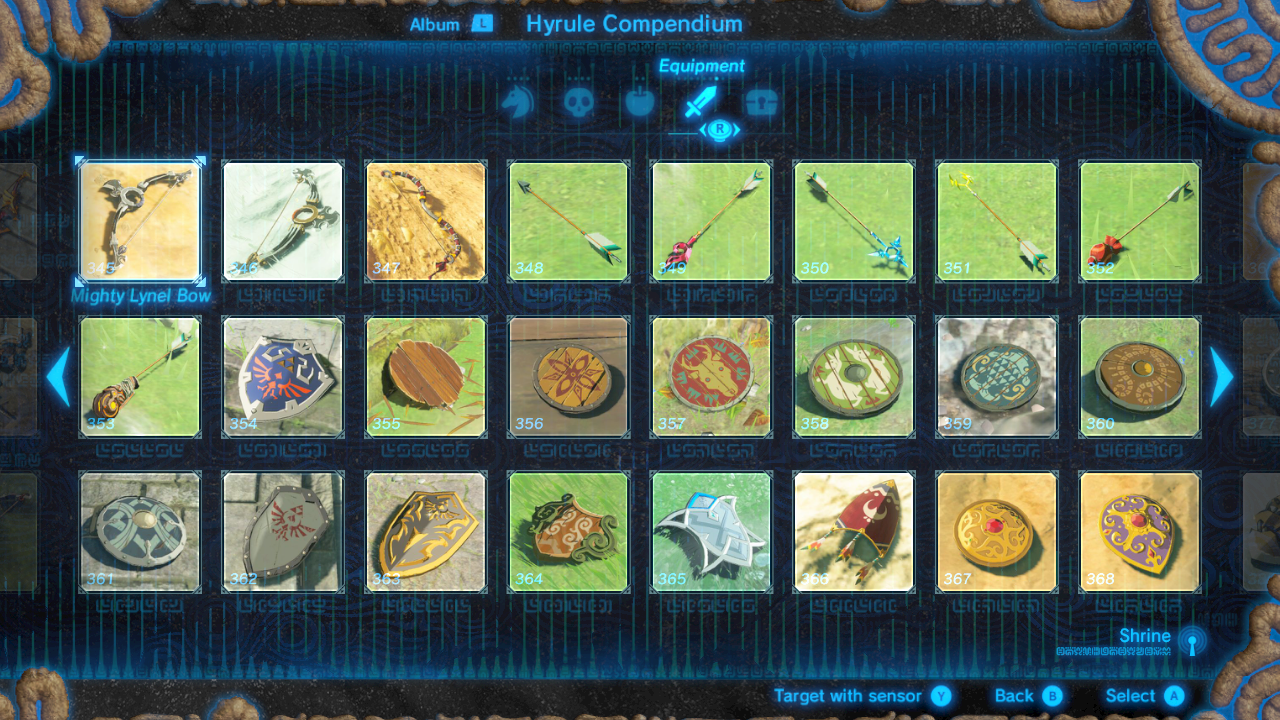 Album L Hyrule Compendium
Equipment
R
345 346 347 348 349 350 351 352
Mighty Lynel Bow
353 354 355 356 357 358 359 360
361 362 363 364 365 366 367 368
Shrine
Target with sensor Y Back B Select A